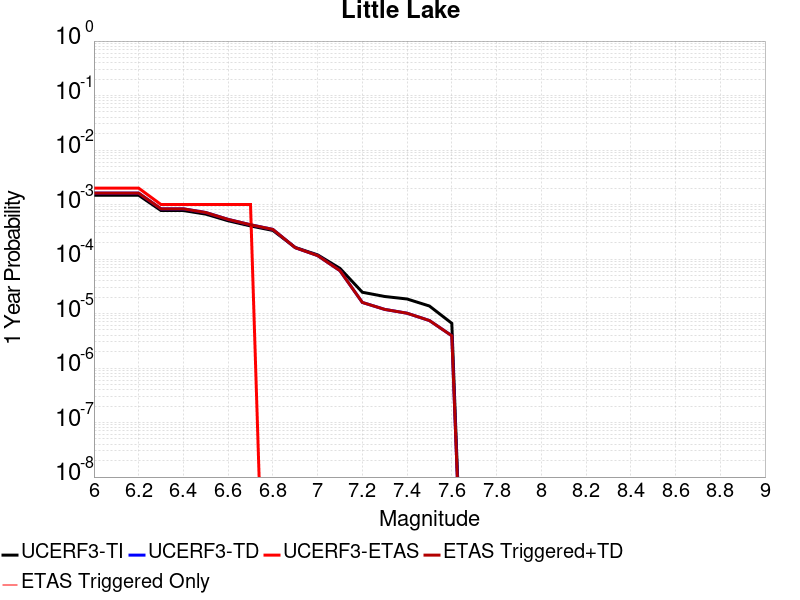 Little Lake
1 Year Probability
10^0
10^-1
10^-2
10^-3
10^-4
10^-5
10^-6
10^-7
10^-8
6 6.2 6.4 6.6 6.8 7 7.2 7.4 7.6 7.8 8 8.2 8.4 8.6 8.8 9
Magnitude
UCERF3-TI UCERF3-TD UCERF3-ETAS ETAS Triggered+TD
ETAS Triggered Only